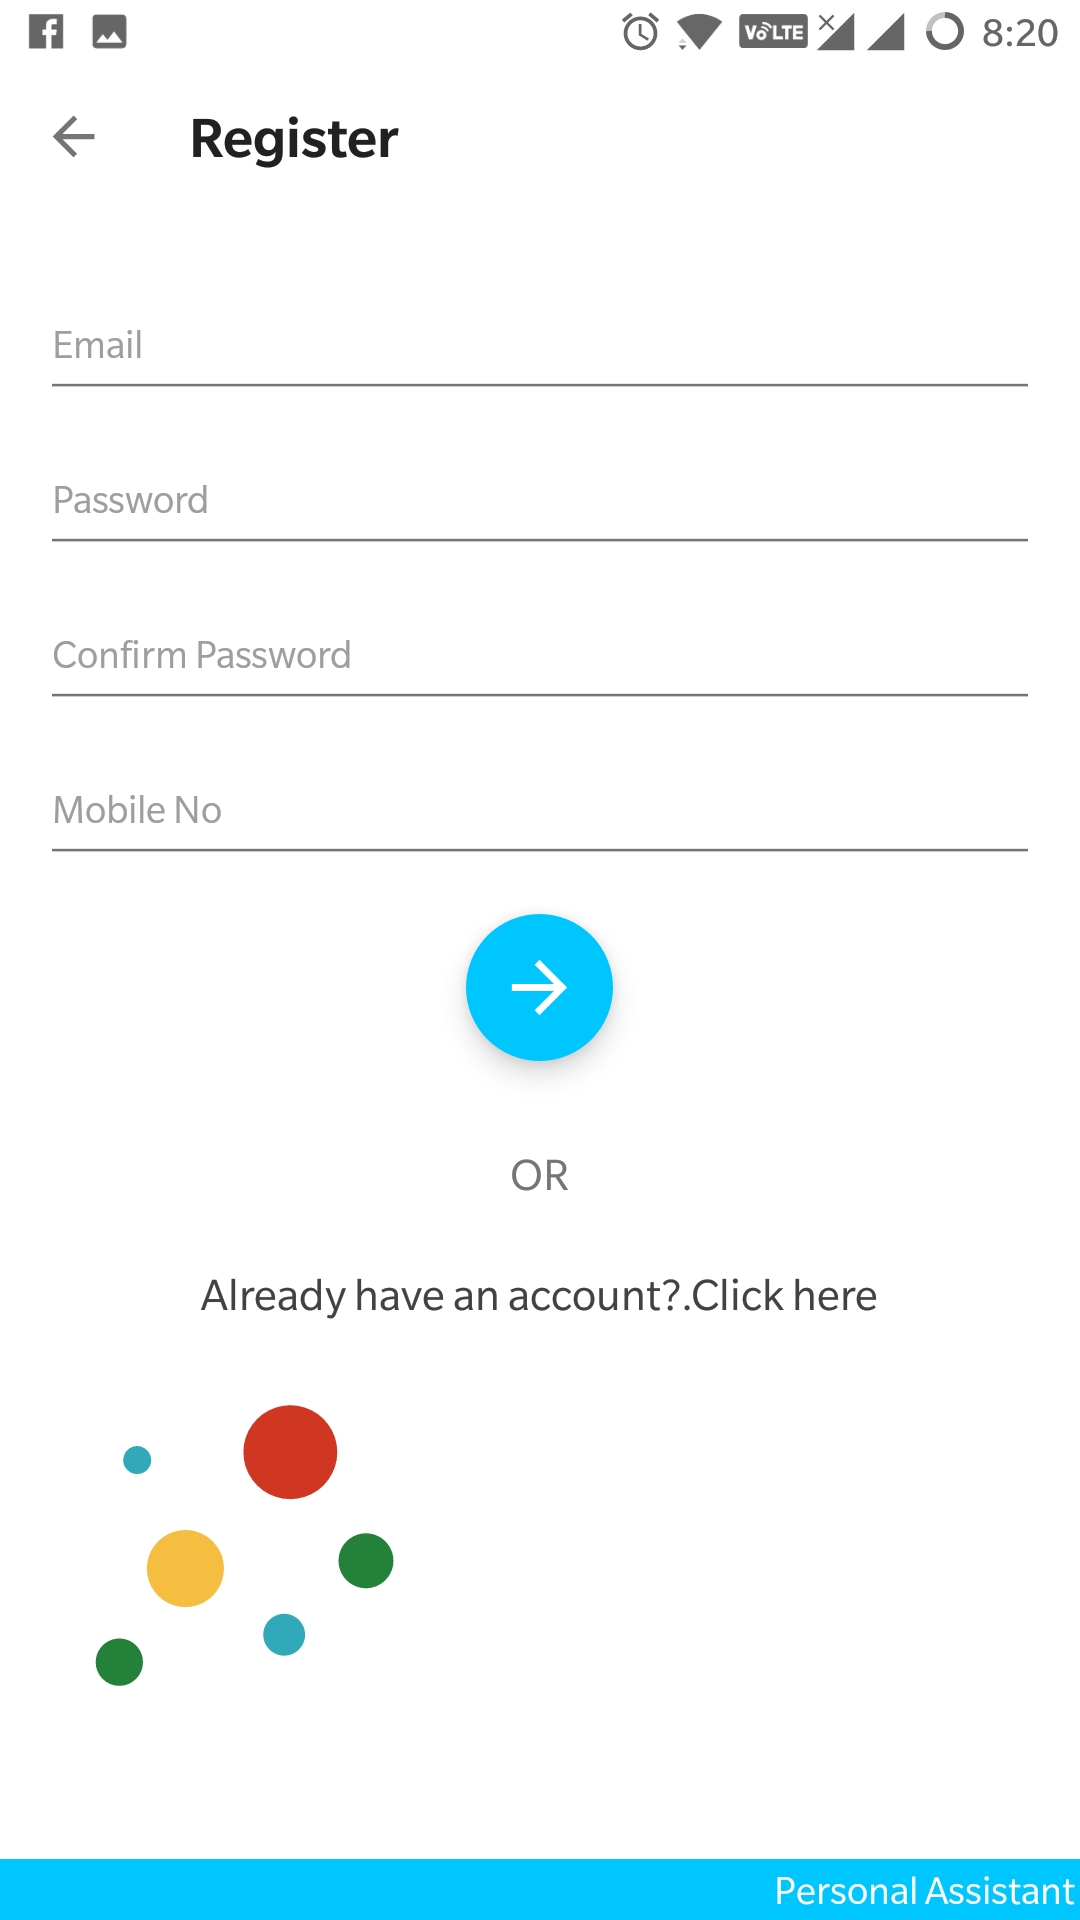 VoLTE 8:20
Register
Email
Password
Confirm Password
Mobile No
OR
Already have an account?.Click here
Personal Assistant